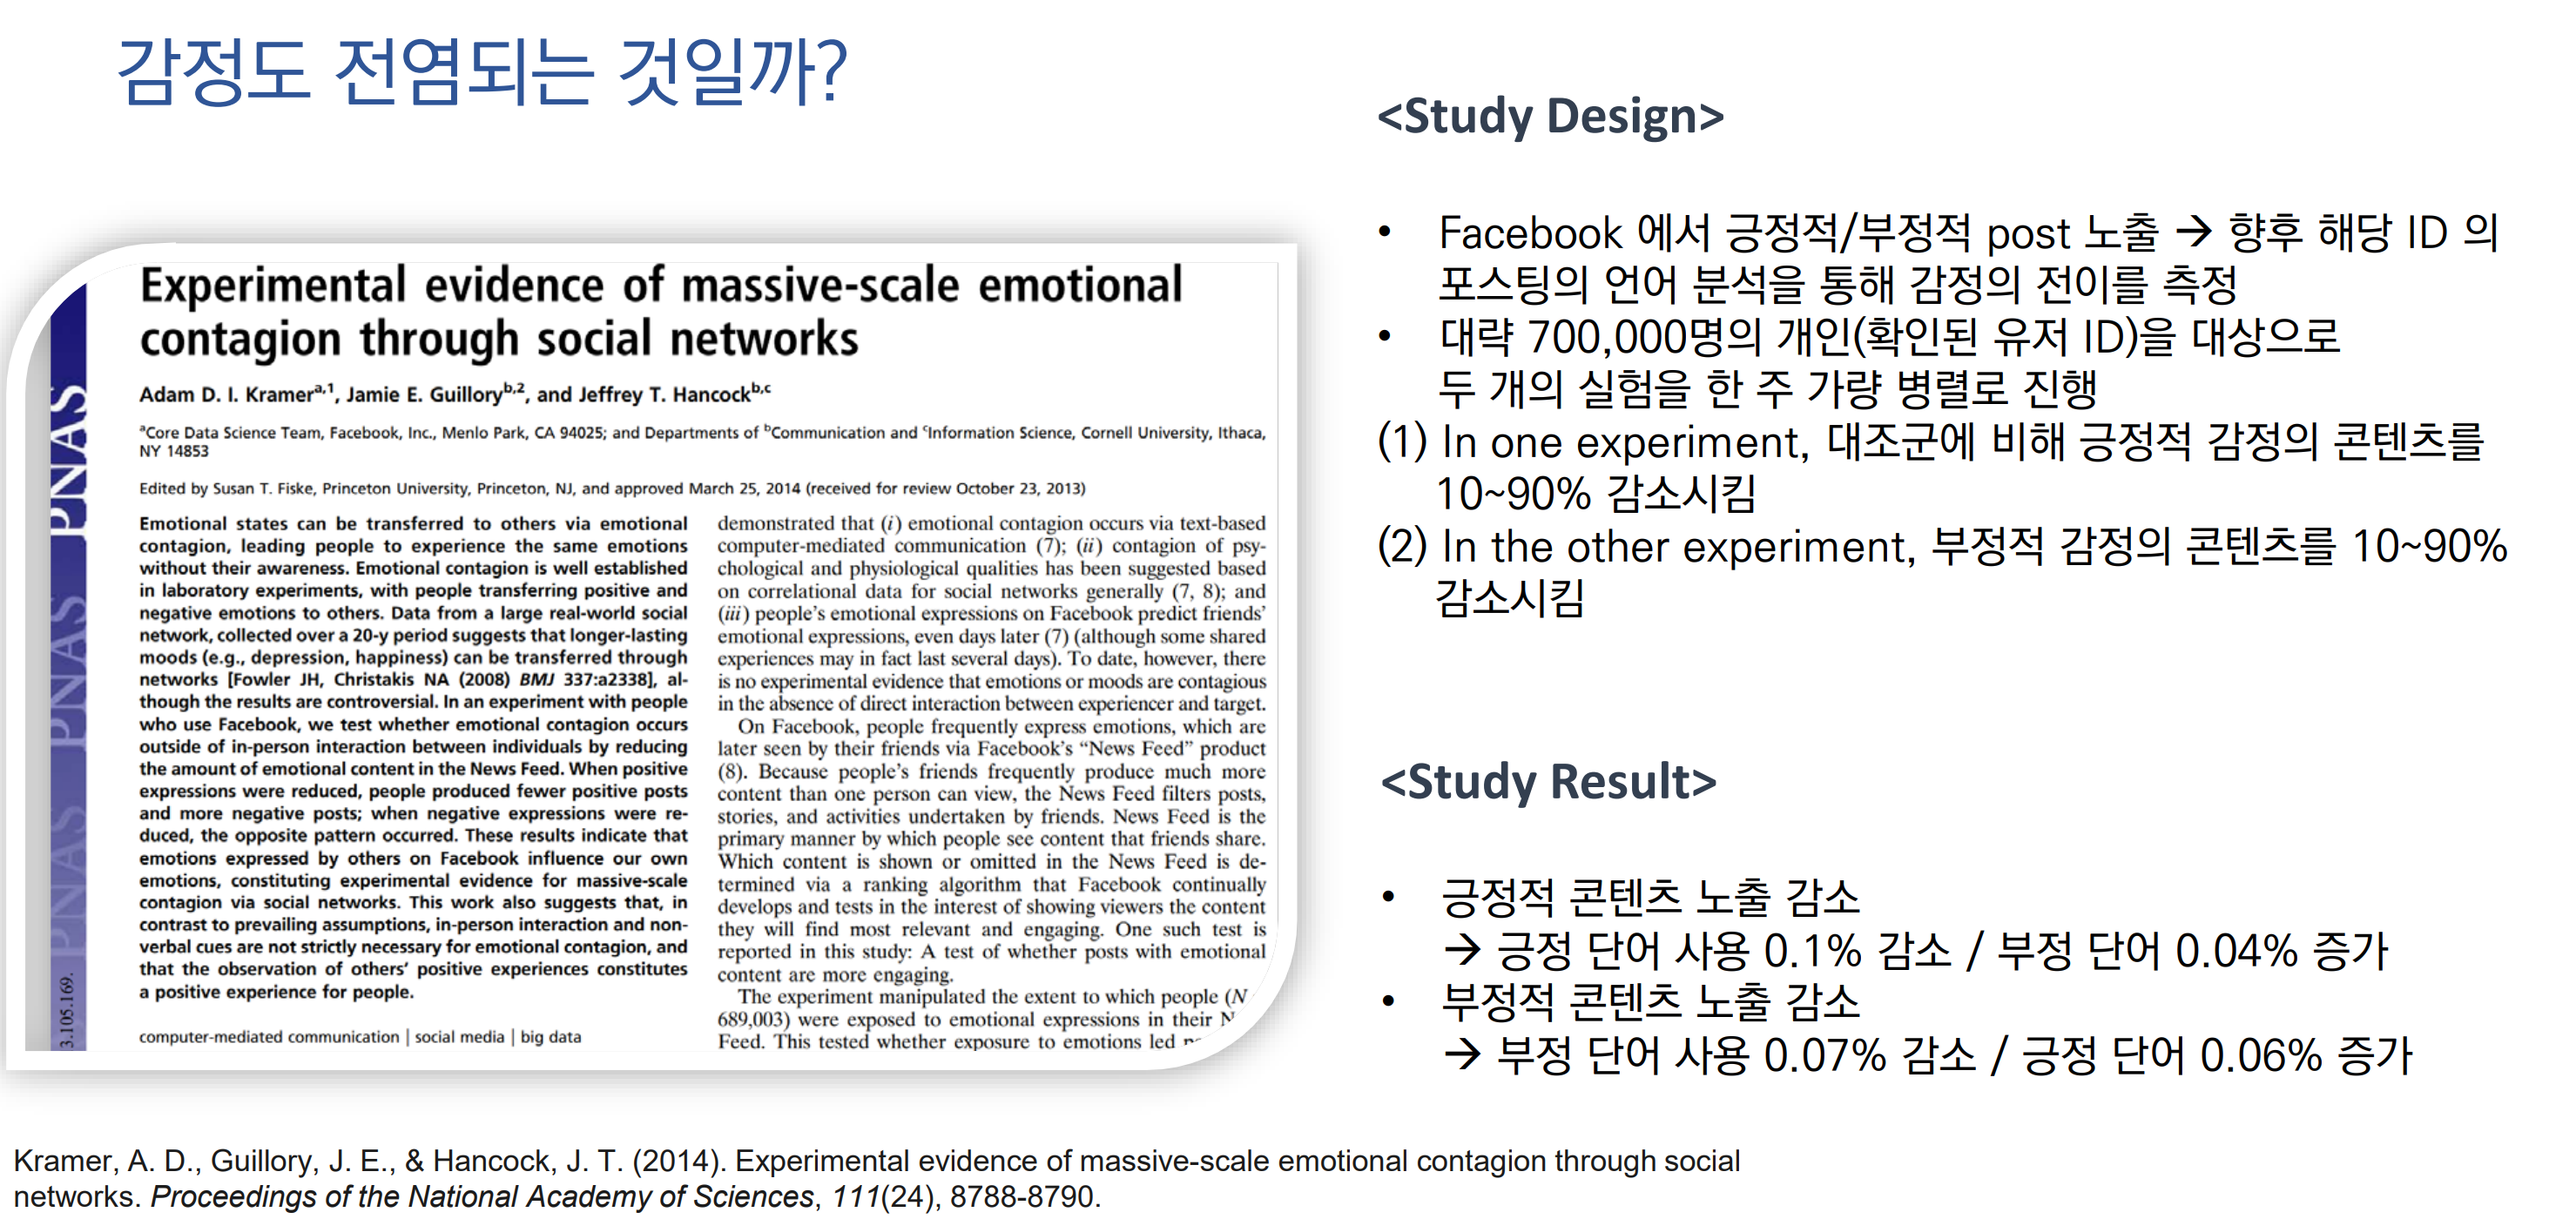 감정도 전염되는 것일까?
PNAS
PNAS
PNAS
PNAS
3.105.169.
Experimental evidence of massive-scale emotional
contagion through social networks
Adam D. I. Kramerᵃ,¹, Jamie E. Guilloryᵇ,², and Jeffrey T. Hancockᵇ,ᶜ
ᵃCore Data Science Team, Facebook, Inc., Menlo Park, CA 94025; and Departments of ᵇCommunication and ᶜInformation Science, Cornell University, Ithaca,
NY 14853
Edited by Susan T. Fiske, Princeton University, Princeton, NJ, and approved March 25, 2014 (received for review October 23, 2013)
Emotional states can be transferred to others via emotional
contagion, leading people to experience the same emotions
without their awareness. Emotional contagion is well established
in laboratory experiments, with people transferring positive and
negative emotions to others. Data from a large real-world social
network, collected over a 20-y period suggests that longer-lasting
moods (e.g., depression, happiness) can be transferred through
networks [Fowler JH, Christakis NA (2008) BMJ 337:a2338], al-
though the results are controversial. In an experiment with people
who use Facebook, we test whether emotional contagion occurs
outside of in-person interaction between individuals by reducing
the amount of emotional content in the News Feed. When positive
expressions were reduced, people produced fewer positive posts
and more negative posts; when negative expressions were re-
duced, the opposite pattern occurred. These results indicate that
emotions expressed by others on Facebook influence our own
emotions, constituting experimental evidence for massive-scale
contagion via social networks. This work also suggests that, in
contrast to prevailing assumptions, in-person interaction and non-
verbal cues are not strictly necessary for emotional contagion, and
that the observation of others' positive experiences constitutes
a positive experience for people.
computer-mediated communication | social media | big data
demonstrated that (i) emotional contagion occurs via text-based
computer-mediated communication (7); (ii) contagion of psy-
chological and physiological qualities has been suggested based
on correlational data for social networks generally (7, 8); and
(iii) people's emotional expressions on Facebook predict friends'
emotional expressions, even days later (7) (although some shared
experiences may in fact last several days). To date, however, there
is no experimental evidence that emotions or moods are contagious
in the absence of direct interaction between experiencer and target.
On Facebook, people frequently express emotions, which are
later seen by their friends via Facebook's “News Feed” product
(8). Because people's friends frequently produce much more
content than one person can view, the News Feed filters posts,
stories, and activities undertaken by friends. News Feed is the
primary manner by which people see content that friends share.
Which content is shown or omitted in the News Feed is de-
termined via a ranking algorithm that Facebook continually
develops and tests in the interest of showing viewers the content
they will find most relevant and engaging. One such test is
reported in this study: A test of whether posts with emotional
content are more engaging.
The experiment manipulated the extent to which people (N
689,003) were exposed to emotional expressions in their
Feed. This tested whether exposure to emotions led
<Study Design>
• Facebook 에서 긍정적/부정적 post 노출 → 향후 해당 ID 의
포스팅의 언어 분석을 통해 감정의 전이를 측정
• 대략 700,000명의 개인(확인된 유저 ID)을 대상으로
두 개의 실험을 한 주 가량 병렬로 진행
(1) In one experiment, 대조군에 비해 긍정적 감정의 콘텐츠를
10~90% 감소시킴
(2) In the other experiment, 부정적 감정의 콘텐츠를 10~90%
감소시킴
<Study Result>
• 긍정적 콘텐츠 노출 감소
→ 긍정 단어 사용 0.1% 감소 / 부정 단어 0.04% 증가
• 부정적 콘텐츠 노출 감소
→ 부정 단어 사용 0.07% 감소 / 긍정 단어 0.06% 증가
Kramer, A. D., Guillory, J. E., & Hancock, J. T. (2014). Experimental evidence of massive-scale emotional contagion through social
networks. Proceedings of the National Academy of Sciences, 111(24), 8788-8790.